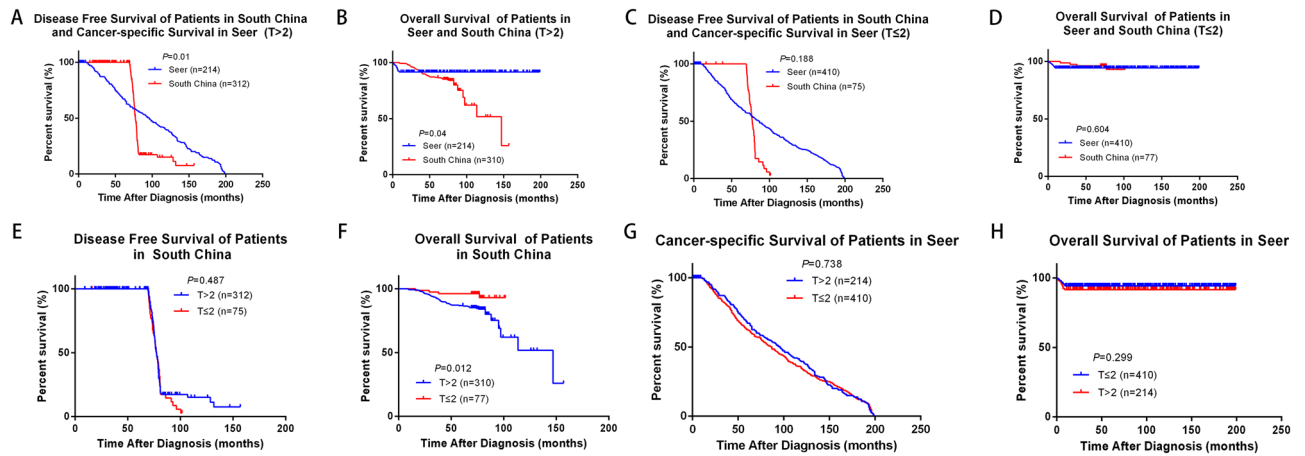 A
Disease Free Survival of Patients in South China
and Cancer-specific Survival in Seer (T>2)
P=0.01
Seer (n=214)
South China (n=312)
Percent survival (%)
100
50
0
0 50 100 150 200 250
Time After Diagnosis (months)
B
Overall Survival of Patients in
Seer and South China (T>2)
P=0.04
Seer (n=214)
South China (n=310)
Percent survival (%)
100
50
0
0 50 100 150 200 250
Time After Diagnosis (months)
C
Disease Free Survival of Patients in South China
and Cancer-specific Survival in Seer (T≤2)
P=0.188
Seer (n=410)
South China (n=75)
Percent survival (%)
100
50
0
0 50 100 150 200 250
Time After Diagnosis (months)
D
Overall Survival of Patients in
Seer and South China (T≤2)
P=0.604
Seer (n=410)
South China (n=77)
Percent survival (%)
100
50
0
0 50 100 150 200 250
Time After Diagnosis (months)
E
Disease Free Survival of Patients
in South China
P=0.487
T>2 (n=312)
T≤2 (n=75)
Percent survival (%)
100
50
0
0 50 100 150 200
Time After Diagnosis (months)
F
Overall Survival of Patients
in South China
P=0.012
T>2 (n=310)
T≤2 (n=77)
Percent survival (%)
100
50
0
0 50 100 150 200
Time After Diagnosis (months)
G
Cancer-specific Survival of Patients in Seer
P=0.738
T>2 (n=214)
T≤2 (n=410)
Percent survival (%)
100
50
0
0 50 100 150 200 250
Time After Diagnosis (months)
H
Overall Survival of Patients in Seer
P=0.299
T≤2 (n=410)
T>2 (n=214)
Percent survival (%)
100
50
0
0 50 100 150 200 250
Time After Diagnosis (months)